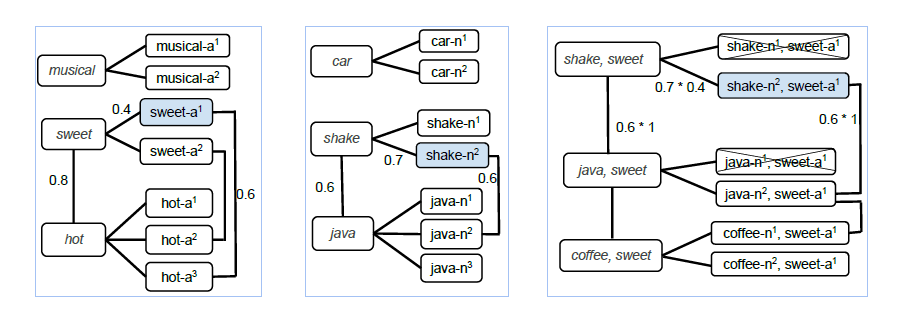 musical
musical-a¹
musical-a²
0.4
sweet
sweet-a¹
sweet-a²
0.8
0.6
hot
hot-a¹
hot-a²
hot-a³
car
car-n¹
car-n²
shake
shake-n¹
0.7
shake-n²
0.6
0.6
java
java-n¹
java-n²
java-n³
shake, sweet
shake-n¹, sweet-a¹
0.7 * 0.4
shake-n², sweet-a¹
0.6 * 1
0.6 * 1
java, sweet
java-n¹, sweet-a¹
java-n², sweet-a¹
coffee, sweet
coffee-n¹, sweet-a¹
coffee-n², sweet-a¹